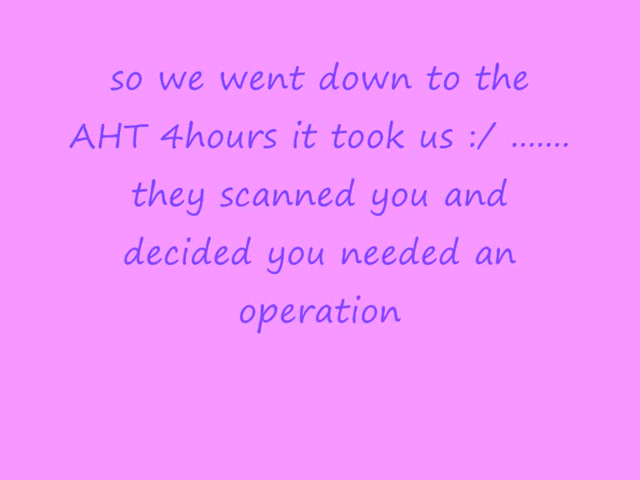 so we went down to the
AHT 4hours it took us :/ .......
they scanned you and
decided you needed an
operation